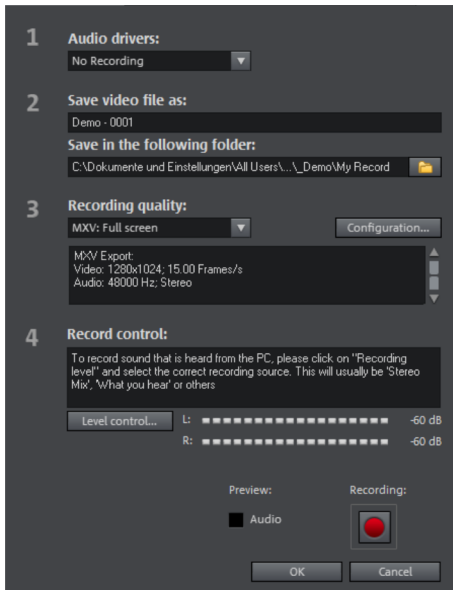 1 Audio drivers:
No Recording
2 Save video file as:
Demo - 0001
Save in the following folder:
C:\Dokumente und Einstellungen\All Users\...\_Demo\My Record
3 Recording quality:
MXV: Full screen Configuration...
MXV Export:
Video: 1280x1024; 15.00 Frames/s
Audio: 48000 Hz; Stereo
4 Record control:
To record sound that is heard from the PC, please click on "Recording
level" and select the correct recording source. This will usually be 'Stereo
Mix', 'What you hear' or others
Level control... L: -60 dB
R: -60 dB
Preview: Recording:
Audio
OK Cancel